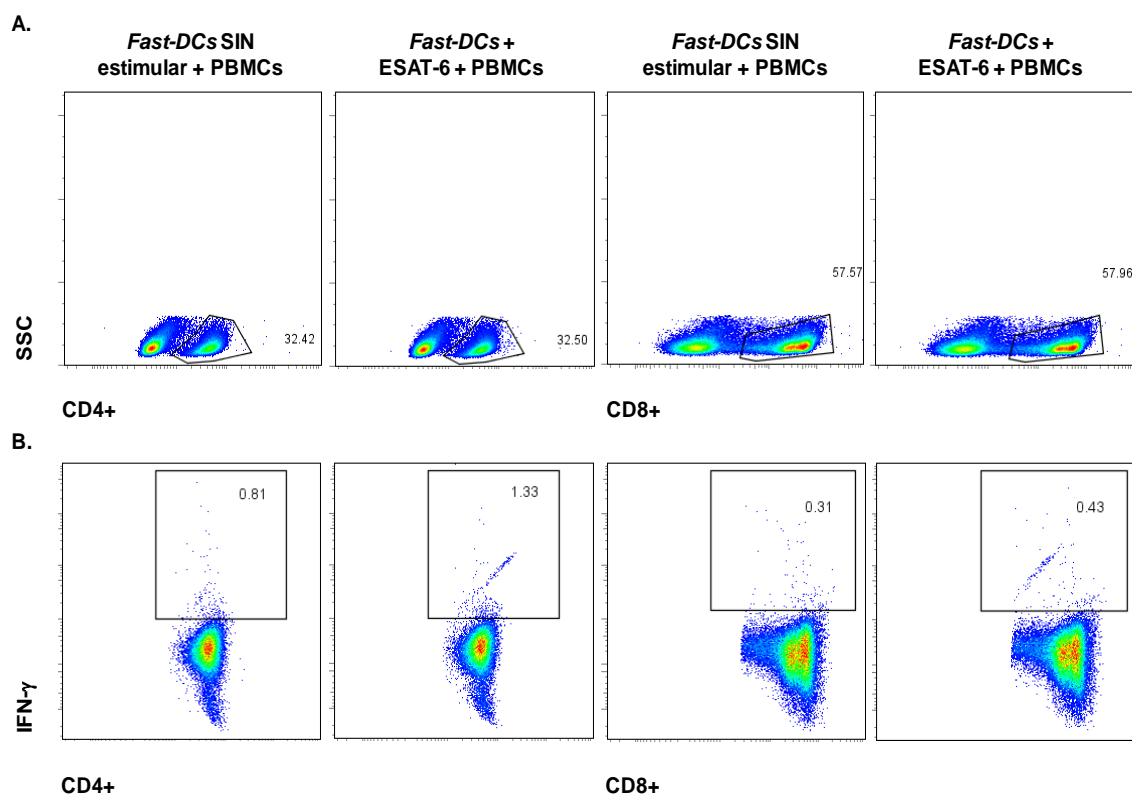 A.
Fast-DCs SIN
estimular + PBMCs
Fast-DCs +
ESAT-6 + PBMCs
Fast-DCs SIN
estimular + PBMCs
Fast-DCs +
ESAT-6 + PBMCs
SSC
32.42
32.50
57.57
57.96
CD4+
CD8+
B.
IFN-γ
0.81
1.33
0.31
0.43
CD4+
CD8+